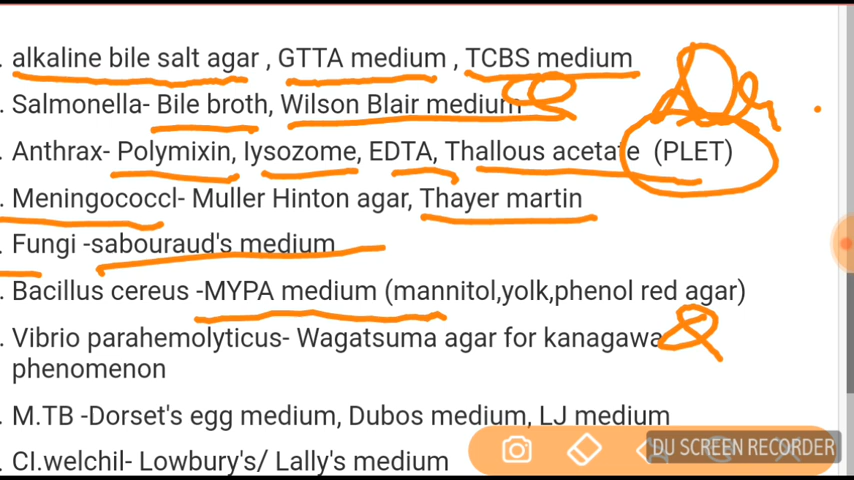 . alkaline bile salt agar , GTTA medium , TCBS medium
. Salmonella- Bile broth, Wilson Blair medium
. Anthrax- Polymixin, lysozome, EDTA, Thallous acetate (PLET)
. Meningococcl- Muller Hinton agar, Thayer martin
. Fungi -sabouraud's medium
. Bacillus cereus -MYPA medium (mannitol,yolk,phenol red agar)
. Vibrio parahemolyticus- Wagatsuma agar for kanagawa
phenomenon
. M.TB -Dorset's egg medium, Dubos medium, LJ medium
. Cl.welchil- Lowbury's/ Lally's medium
DU SCREEN RECORDER